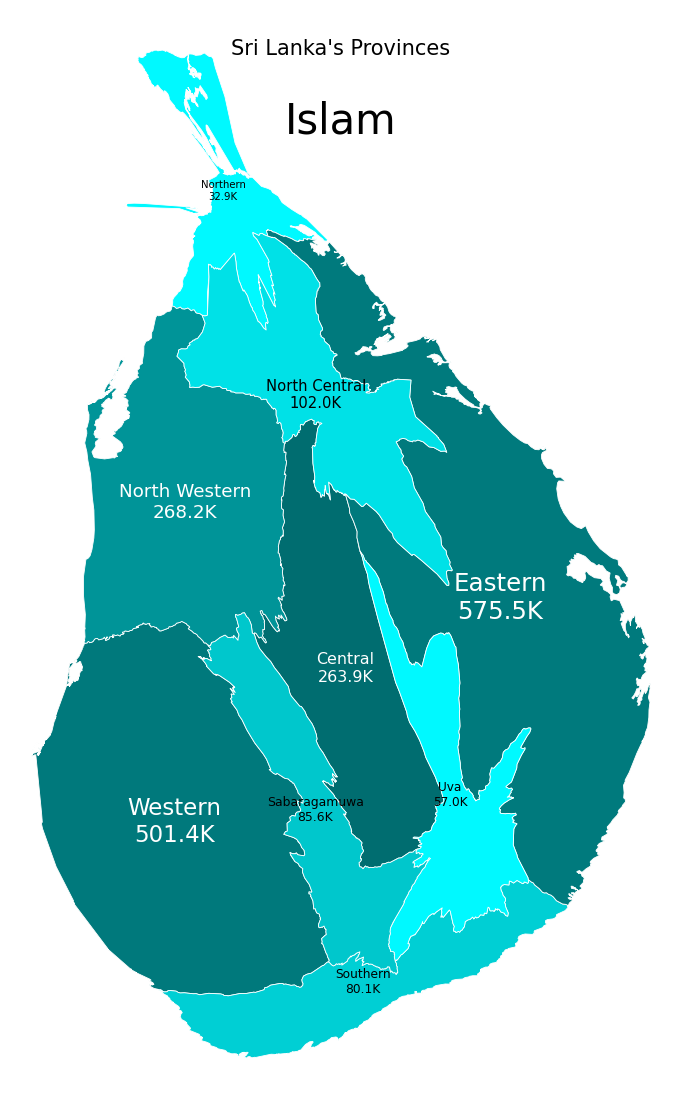 Sri Lanka's Provinces
Islam
Northern
32.9K
North Central
102.0K
North Western
268.2K
Eastern
575.5K
Central
263.9K
Western
501.4K
Sabaragamuwa
85.6K
Uva
57.0K
Southern
80.1K